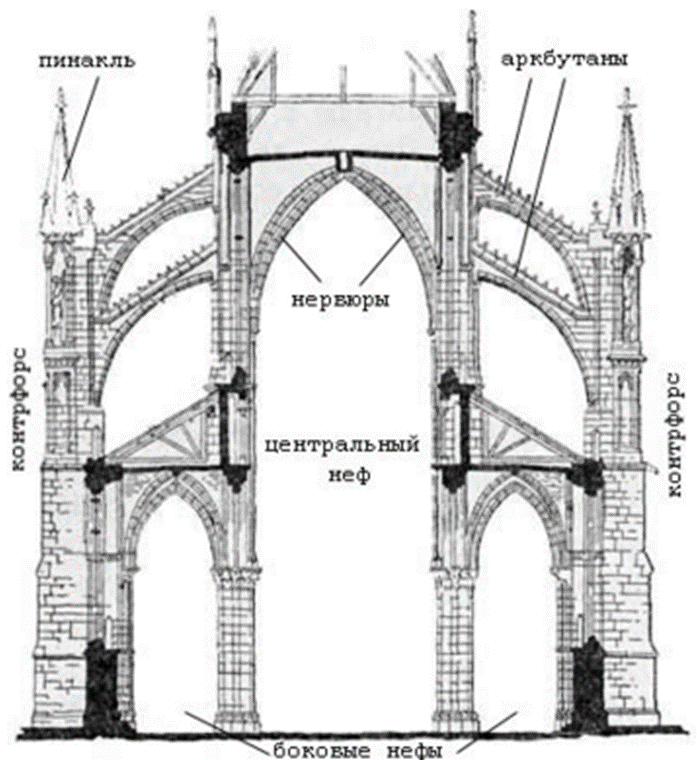 пинакль
аркбутаны
нервюры
контрфорс
контрфорс
центральный
неф
боковые нефы